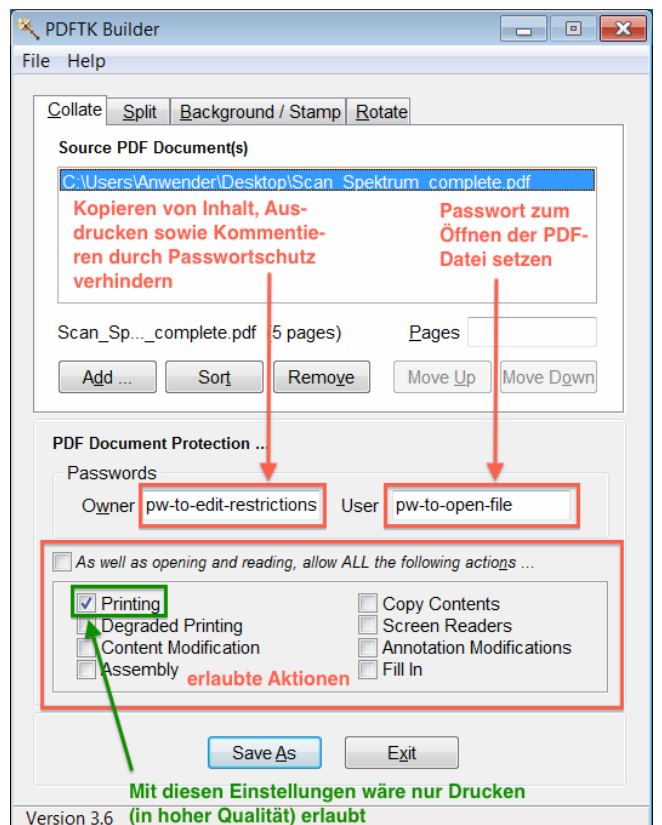 PDFTK Builder
File Help
Collate Split Background / Stamp Rotate
Source PDF Document(s)
C:\Users\Anwender\Desktop\Scan_Spektrum_complete.pdf
Kopieren von Inhalt, Aus-
drucken sowie Kommentie-
ren durch Passwortschutz
verhindern
Passwort zum
Öffnen der PDF-
Datei setzen
Scan_Sp..._complete.pdf (5 pages) Pages
Add ... Sort Remove Move Up Move Down
PDF Document Protection ...
Passwords
Owner pw-to-edit-restrictions User pw-to-open-file
As well as opening and reading, allow ALL the following actions ...
Printing Copy Contents
Degraded Printing Screen Readers
Content Modification Annotation Modifications
Assembly erlaubte Aktionen Fill In
Save As Exit
Mit diesen Einstellungen wäre nur Drucken
(in hoher Qualität) erlaubt
Version 3.6